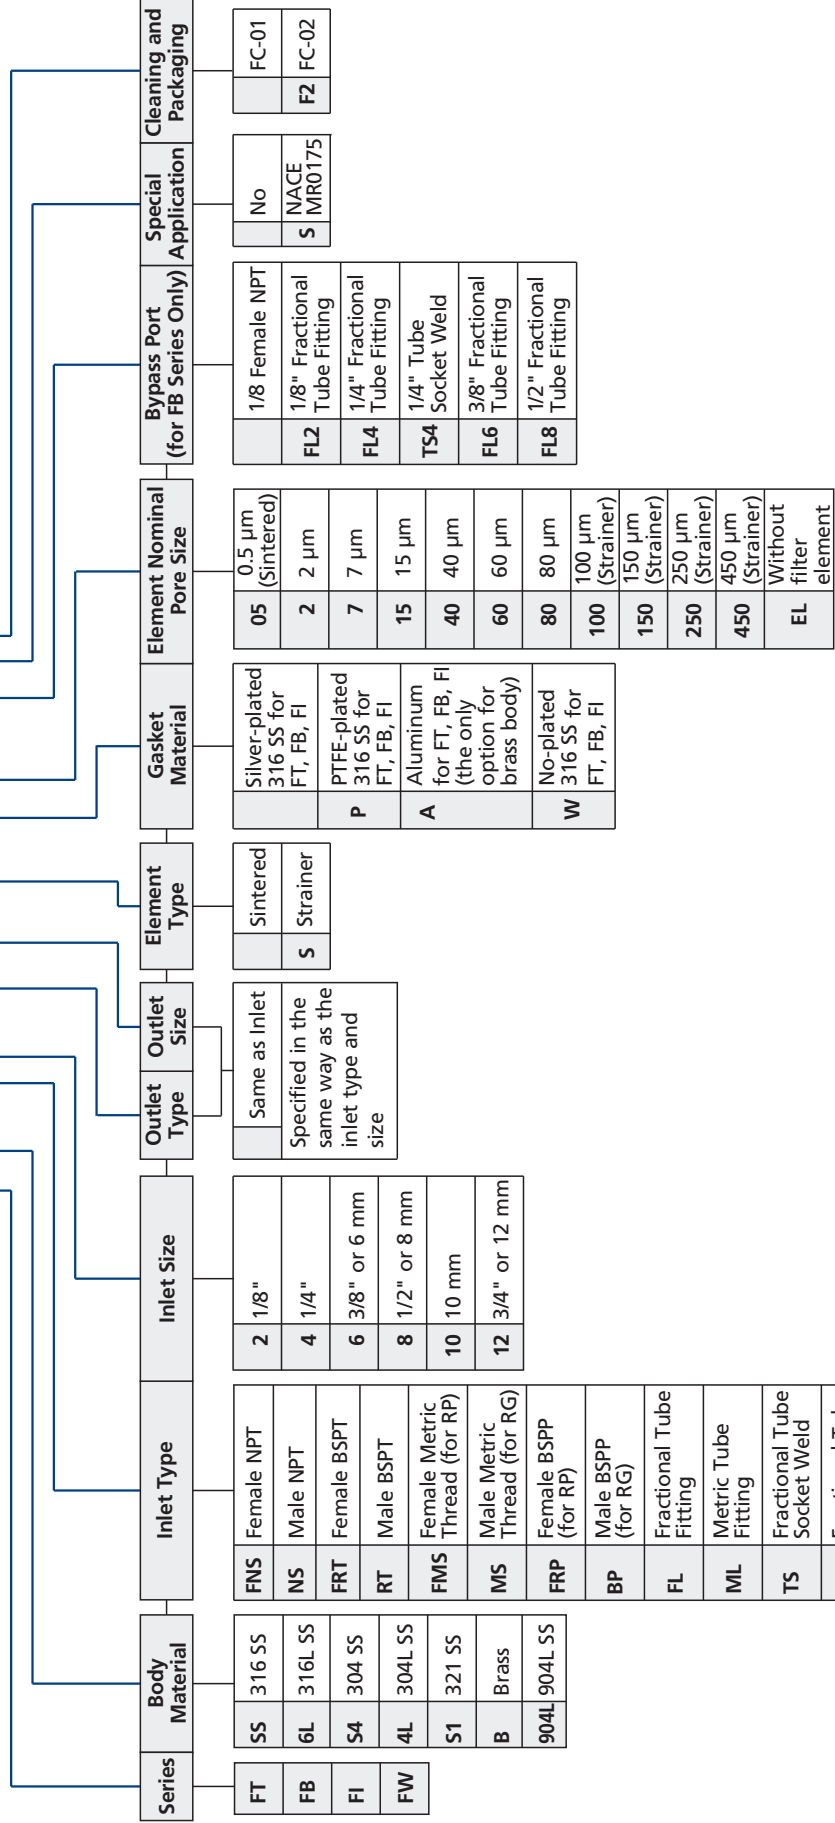 Series
FT
FB
FI
FW
Body
Material
SS 316 SS
6L 316L SS
S4 304 SS
4L 304L SS
S1 321 SS
B Brass
904L 904L SS
Inlet Type
FNS Female NPT
NS Male NPT
FRT Female BSPT
RT Male BSPT
FMS Female Metric
Thread (for RP)
MS Male Metric
Thread (for RG)
FRP Female BSPP
(for RP)
BP Male BSPP
(for RG)
FL Fractional Tube
Fitting
ML Metric Tube
Fitting
TS Fractional Tube
Socket Weld
Inlet Size
2 1/8"
4 1/4"
6 3/8" or 6 mm
8 1/2" or 8 mm
10 10 mm
12 3/4" or 12 mm
Outlet
Type
Outlet
Size
Same as Inlet
Specified in the
same way as the
inlet type and
size
Element
Type
Sintered
S Strainer
Gasket
Material
Silver-plated
316 SS for
FT, FB, FI
P PTFE-plated
316 SS for
FT, FB, FI
A Aluminum
for FT, FB, FI
(the only
option for
brass body)
W No-plated
316 SS for
FT, FB, FI
Element Nominal
Pore Size
05 0.5 μm
(Sintered)
2 2 μm
7 7 μm
15 15 μm
40 40 μm
60 60 μm
80 80 μm
100 100 μm
(Strainer)
150 150 μm
(Strainer)
250 250 μm
(Strainer)
450 450 μm
(Strainer)
EL Without
filter
element
Bypass Port
(for FB Series Only)
1/8 Female NPT
FL2 1/8" Fractional
Tube Fitting
FL4 1/4" Fractional
Tube Fitting
TS4 1/4" Tube
Socket Weld
FL6 3/8" Fractional
Tube Fitting
FL8 1/2" Fractional
Tube Fitting
Special
Application
No
S NACE
MR0175
Cleaning and
Packaging
FC-01
F2 FC-02